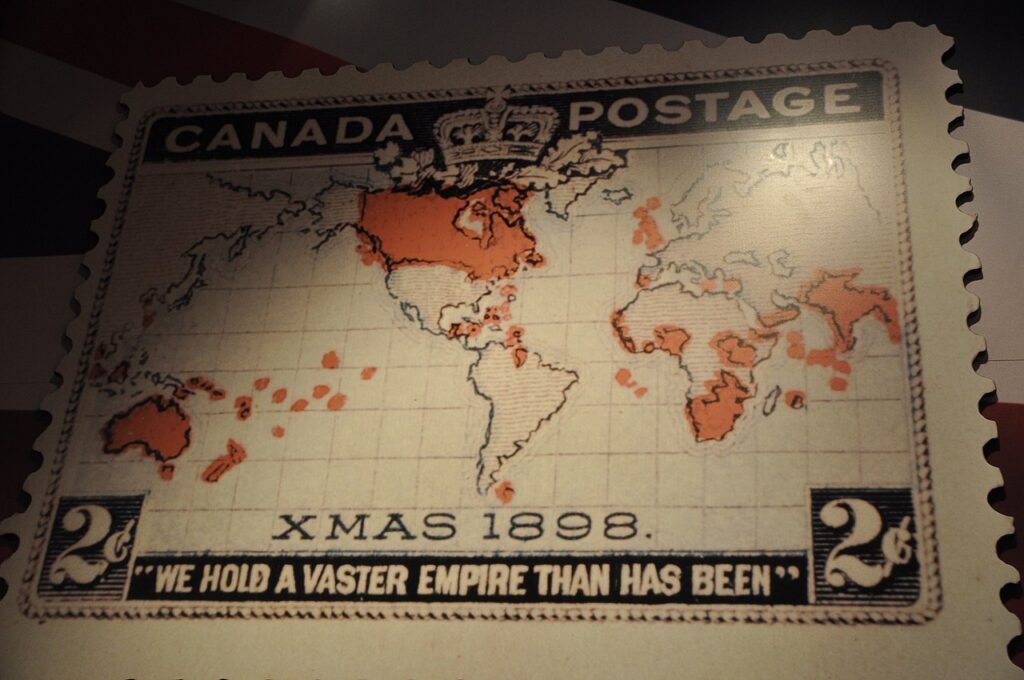 CANADA POSTAGE
XMAS 1898.
2¢ 2¢
"WE HOLD A VASTER EMPIRE THAN HAS BEEN"